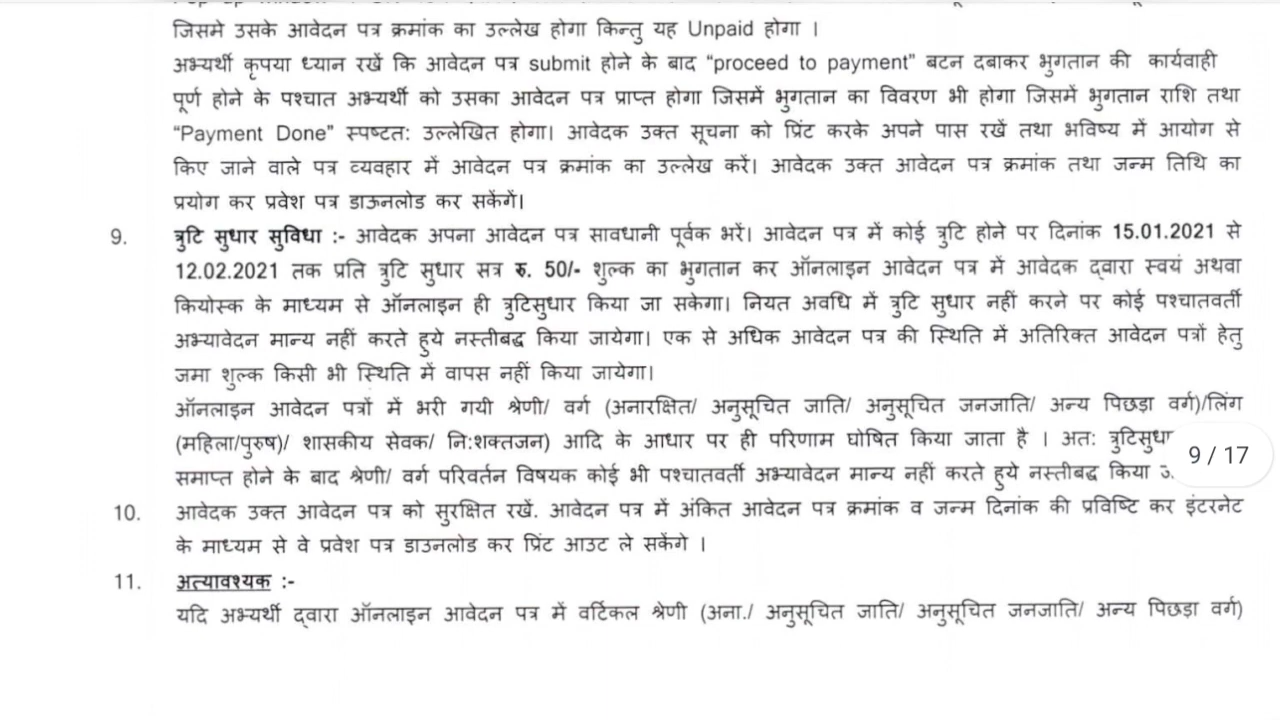 जिसमे उसके आवेदन पत्र क्रमांक का उल्लेख होगा किन्तु यह Unpaid होगा ।
अभ्यर्थी कृपया ध्यान रखें कि आवेदन पत्र submit होने के बाद "proceed to payment" बटन दबाकर भुगतान की कार्यवाही
पूर्ण होने के पश्चात अभ्यर्थी को उसका आवेदन पत्र प्राप्त होगा जिसमें भुगतान का विवरण भी होगा जिसमें भुगतान राशि तथा
"Payment Done" स्पष्टत: उल्लेखित होगा। आवेदक उक्त सूचना को प्रिंट करके अपने पास रखें तथा भविष्य में आयोग से
किए जाने वाले पत्र व्यवहार में आवेदन पत्र क्रमांक का उल्लेख करें। आवेदक उक्त आवेदन पत्र क्रमांक तथा जन्म तिथि का
प्रयोग कर प्रवेश पत्र डाऊनलोड कर सकेंगें।
9. त्रुटि सुधार सुविधा :- आवेदक अपना आवेदन पत्र सावधानी पूर्वक भरें। आवेदन पत्र में कोई त्रुटि होने पर दिनांक 15.01.2021 से
12.02.2021 तक प्रति त्रुटि सुधार सत्र रु. 50/- शुल्क का भुगतान कर ऑनलाइन आवेदन पत्र में आवेदक द्वारा स्वयं अथवा
कियोस्क के माध्यम से ऑनलाइन ही त्रुटिसुधार किया जा सकेगा। नियत अवधि में त्रुटि सुधार नहीं करने पर कोई पश्चातवर्ती
अभ्यावेदन मान्य नहीं करते हुये नस्तीबद्ध किया जायेगा। एक से अधिक आवेदन पत्र की स्थिति में अतिरिक्त आवेदन पत्रों हेतु
जमा शुल्क किसी भी स्थिति में वापस नहीं किया जायेगा।
ऑनलाइन आवेदन पत्रों में भरी गयी श्रेणी/ वर्ग (अनारक्षित/ अनुसूचित जाति/ अनुसूचित जनजाति/ अन्य पिछड़ा वर्ग)/लिंग
(महिला/पुरुष)/ शासकीय सेवक/ नि:शक्तजन) आदि के आधार पर ही परिणाम घोषित किया जाता है । अत: त्रुटिसुधा
समाप्त होने के बाद श्रेणी/ वर्ग परिवर्तन विषयक कोई भी पश्चातवर्ती अभ्यावेदन मान्य नहीं करते हुये नस्तीबद्ध किया
9 / 17
10. आवेदक उक्त आवेदन पत्र को सुरक्षित रखें. आवेदन पत्र में अंकित आवेदन पत्र क्रमांक व जन्म दिनांक की प्रविष्टि कर इंटरनेट
के माध्यम से वे प्रवेश पत्र डाउनलोड कर प्रिंट आउट ले सकेंगे ।
11. अत्यावश्यक :-
यदि अभ्यर्थी द्वारा ऑनलाइन आवेदन पत्र में वर्टिकल श्रेणी (अना./ अनुसूचित जाति/ अनुसूचित जनजाति/ अन्य पिछड़ा वर्ग)